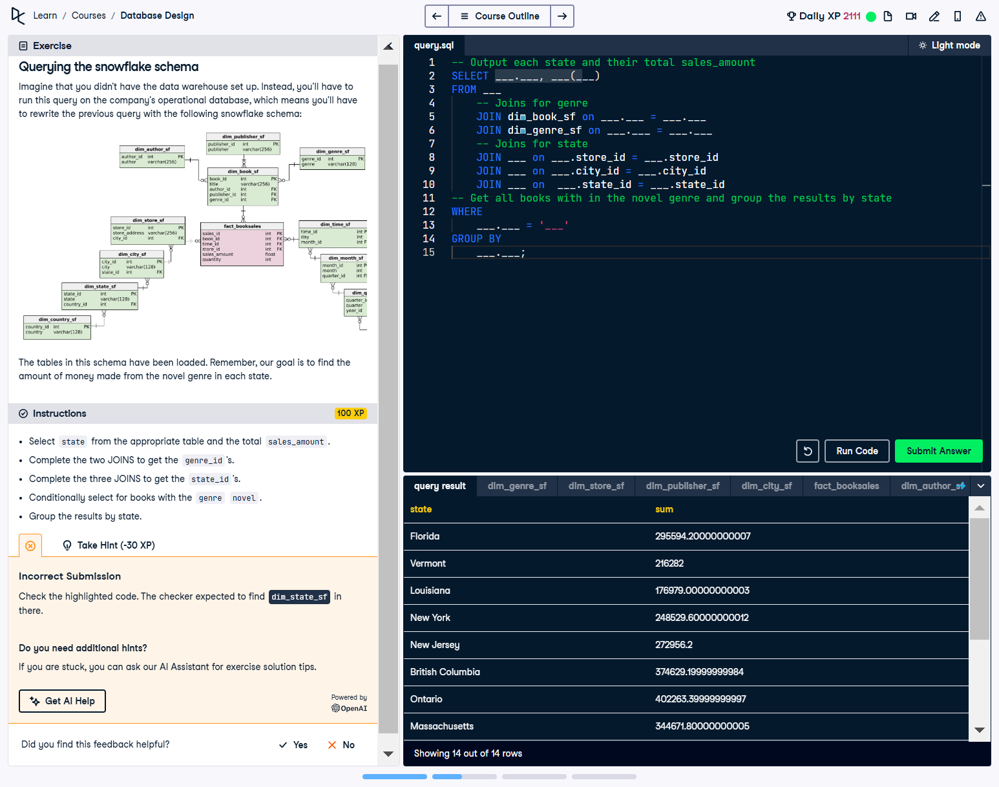 Learn / Courses / Database Design
Course Outline
Daily XP 2111
Exercise
Querying the snowflake schema
Imagine that you didn't have the data warehouse set up. Instead, you'll have to
run this query on the company's operational database, which means you'll have
to rewrite the previous query with the following snowflake schema:
dim_publisher_sf
publisher_id int PK
publisher varchar(256)
dim_author_sf
author_id int PK
author varchar(256)
dim_genre_sf
genre_id int PK
genre varchar(128)
dim_book_sf
book_id int PK
title varchar(256)
author_id int FK
publisher_id int FK
genre_id int FK
dim_store_sf
store_id int PK
store_address varchar(256)
city_id int FK
fact_booksales
sales_id int PK
book_id int FK
time_id int FK
store_id int FK
sales_amount float
quantity int
dim_time_sf
time_id int P
day int
month_id int F
dim_city_sf
city_id int PK
city varchar(128)
state_id int FK
dim_month_sf
month_id int P
month int
quarter_id int F
dim_state_sf
state_id int PK
state varchar(128)
country_id int FK
dim_q
quarter_i
quarter
year_id
dim_country_sf
country_id int PK
country varchar(128)
The tables in this schema have been loaded. Remember, our goal is to find the
amount of money made from the novel genre in each state.
Instructions
100 XP
• Select state from the appropriate table and the total sales_amount .
• Complete the two JOINS to get the genre_id 's.
• Complete the three JOINS to get the state_id 's.
• Conditionally select for books with the genre novel .
• Group the results by state.
Take Hint (-30 XP)
Incorrect Submission
Check the highlighted code. The checker expected to find dim_state_sf in
there.
Do you need additional hints?
If you are stuck, you can ask our AI Assistant for exercise solution tips.
Get AI Help
Powered by
OpenAI
Did you find this feedback helpful?
Yes
No
query.sql
Light mode
1 -- Output each state and their total sales_amount
2 SELECT ___.___, ___(___)
3 FROM ___
4 -- Joins for genre
5 JOIN dim_book_sf on ___.___ = ___.___
6 JOIN dim_genre_sf on ___.___ = ___.___
7 -- Joins for state
8 JOIN ___ on ___.store_id = ___.store_id
9 JOIN ___ on ___.city_id = ___.city_id
10 JOIN ___ on  ___.state_id = ___.state_id
11 -- Get all books with in the novel genre and group the results by state
12 WHERE
13 ___.___ = '___'
14 GROUP BY
15 ___.___;
Run Code
Submit Answer
query result dim_genre_sf dim_store_sf dim_publisher_sf dim_city_sf fact_booksales dim_author_sf
state sum
Florida 295594.20000000007
Vermont 216282
Louisiana 176979.00000000003
New York 248529.60000000012
New Jersey 272956.2
British Columbia 374629.19999999984
Ontario 402263.39999999997
Massachusetts 344671.80000000005
Showing 14 out of 14 rows